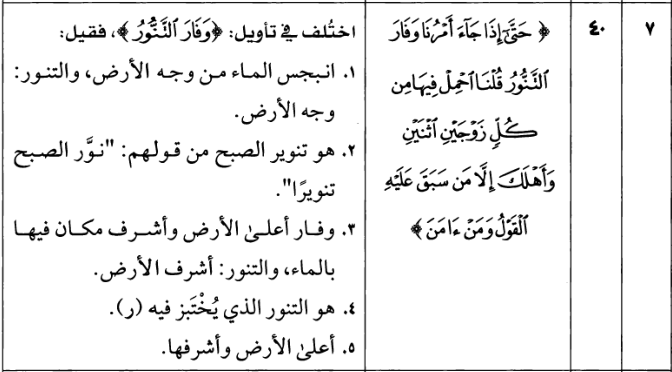 ٧
٤٠
﴿ حَتَّىٰٓ إِذَا جَآءَ أَمْرُنَا وَفَارَ
ٱلتَّنُّورُ قُلْنَا ٱحْمِلْ فِيهَا مِن
كُلٍّ زَوْجَيْنِ ٱثْنَيْنِ
وَأَهْلَكَ إِلَّا مَن سَبَقَ عَلَيْهِ
ٱلْقَوْلُ وَمَنْ ءَامَنَ ﴾
اختُلف في تأويل: ﴿وَفَارَ ٱلتَّنُّورُ﴾، فقيل:
١. انبجس الماء من وجه الأرض، والتنور:
وجه الأرض.
٢. هو تنوير الصبح من قولهم: "نوَّر الصبح
تنويرًا".
٣. وفار أعلىٰ الأرض وأشرف مكان فيها
بالماء، والتنور: أشرف الأرض.
٤. هو التنور الذي يُخْتَبز فيه (ر).
٥. أعلىٰ الأرض وأشرفها.